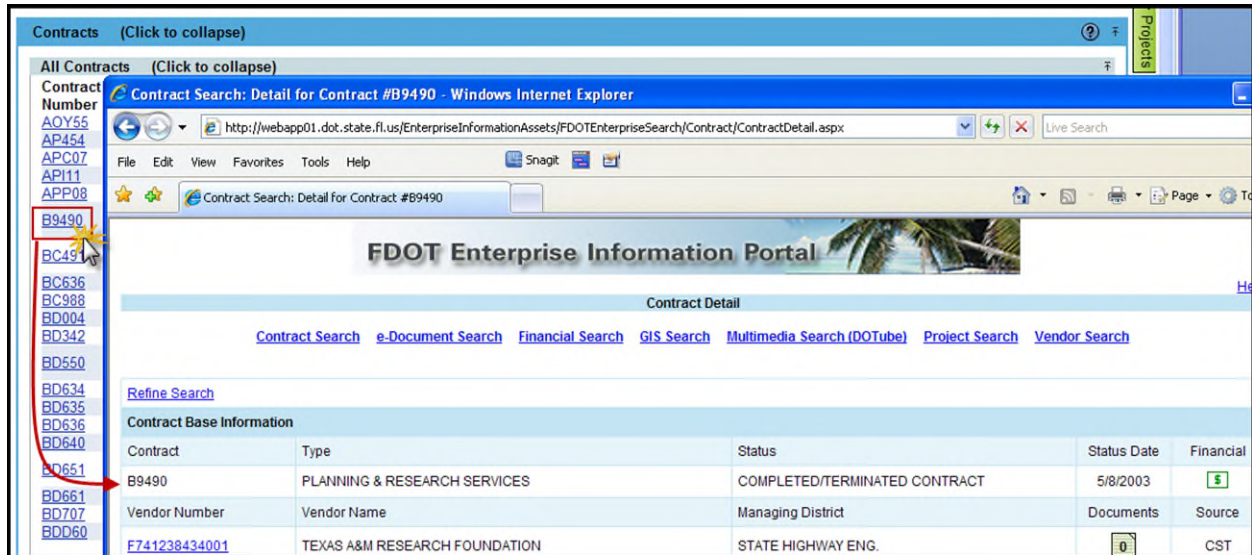 Contracts (Click to collapse)
?
Projects
All Contracts (Click to collapse)
Contract
Number
AOY55
AP454
APC07
API11
APP08
B9490
BC491
BC636
BC988
BD004
BD342
BD550
BD634
BD635
BD636
BD640
BD651
BD661
BD707
BDD60
Contract Search: Detail for Contract #B9490 - Windows Internet Explorer
http://webapp01.dot.state.fl.us/EnterpriseInformationAssets/FDOTEnterpriseSearch/Contract/ContractDetail.aspx
Live Search
File Edit View Favorites Tools Help Snagit
Contract Search: Detail for Contract #B9490 Page
FDOT Enterprise Information Portal
Contract Detail
Contract Search e-Document Search Financial Search GIS Search Multimedia Search (DOTube) Project Search Vendor Search
Refine Search
Contract Base Information
Contract Type Status Status Date Financial
B9490 PLANNING & RESEARCH SERVICES COMPLETED/TERMINATED CONTRACT 5/8/2003 $
Vendor Number Vendor Name Managing District Documents Source
F741238434001 TEXAS A&M RESEARCH FOUNDATION STATE HIGHWAY ENG. 0 CST